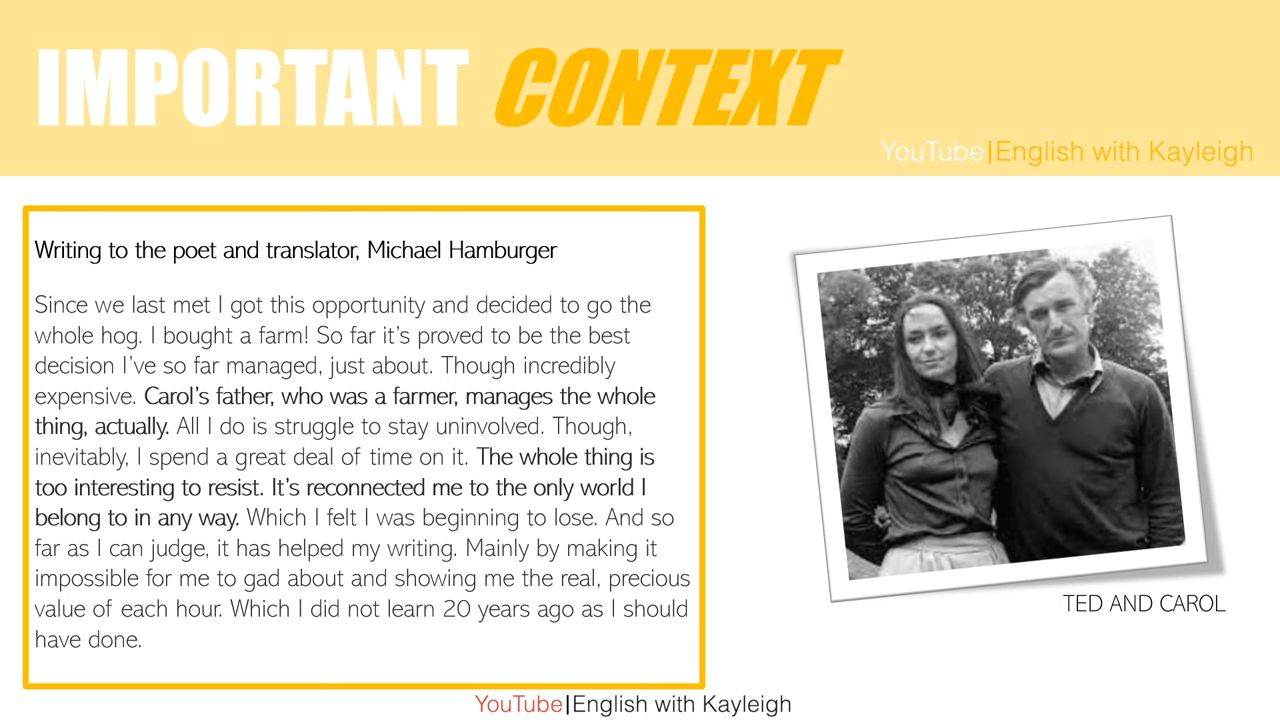 IMPORTANT CONTEXT
YouTube|English with Kayleigh
Writing to the poet and translator, Michael Hamburger
Since we last met I got this opportunity and decided to go the
whole hog. I bought a farm! So far it's proved to be the best
decision I've so far managed, just about. Though incredibly
expensive. Carol's father, who was a farmer, manages the whole
thing, actually. All I do is struggle to stay uninvolved. Though,
inevitably, I spend a great deal of time on it. The whole thing is
too interesting to resist. It's reconnected me to the only world I
belong to in any way. Which I felt I was beginning to lose. And so
far as I can judge, it has helped my writing. Mainly by making it
impossible for me to gad about and showing me the real, precious
value of each hour. Which I did not learn 20 years ago as I should
have done.
TED AND CAROL
YouTube|English with Kayleigh